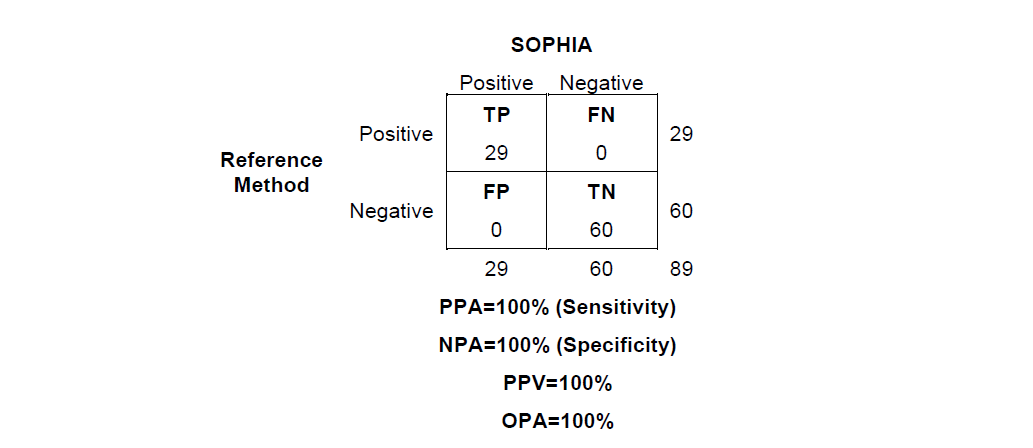 SOPHIA
Positive Negative
TP FN
Positive 29
29 0
Reference
Method
FP TN
Negative 60
0 60
29 60 89
PPA=100% (Sensitivity)
NPA=100% (Specificity)
PPV=100%
OPA=100%